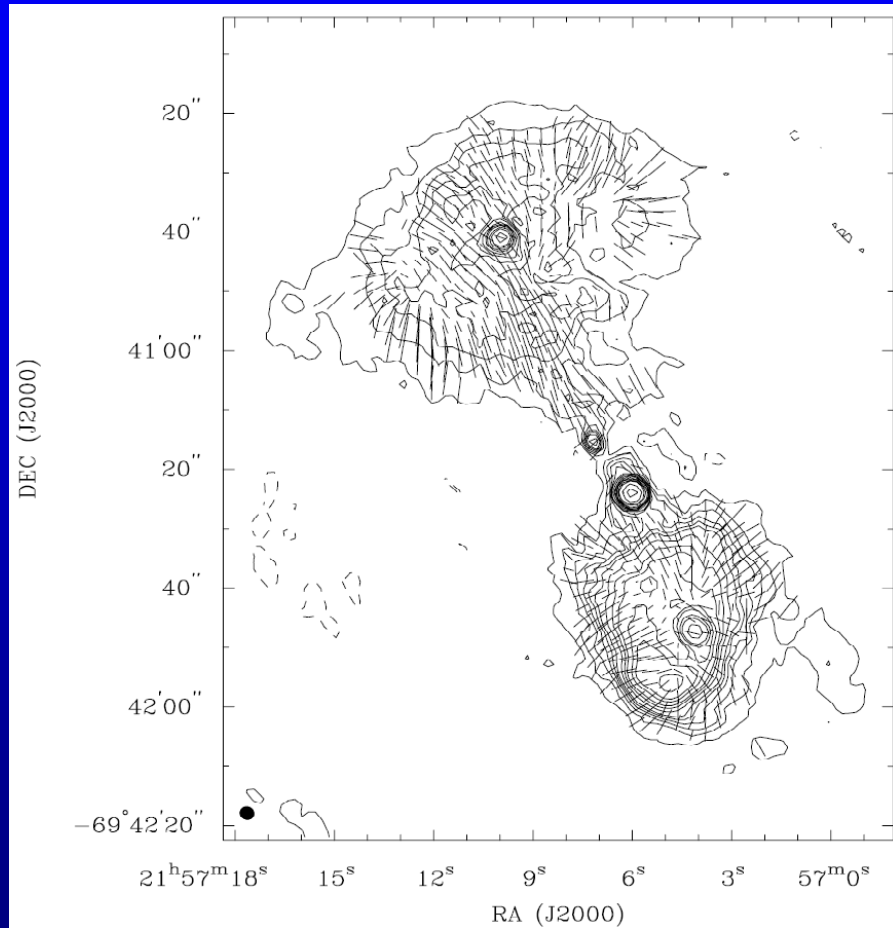 20″
40″
41′00″
DEC (J2000)
20″
40″
42′00″
−69°42′20″
21ʰ57ᵐ18ˢ 15ˢ 12ˢ 9ˢ 6ˢ 3ˢ 57ᵐ0ˢ
RA (J2000)